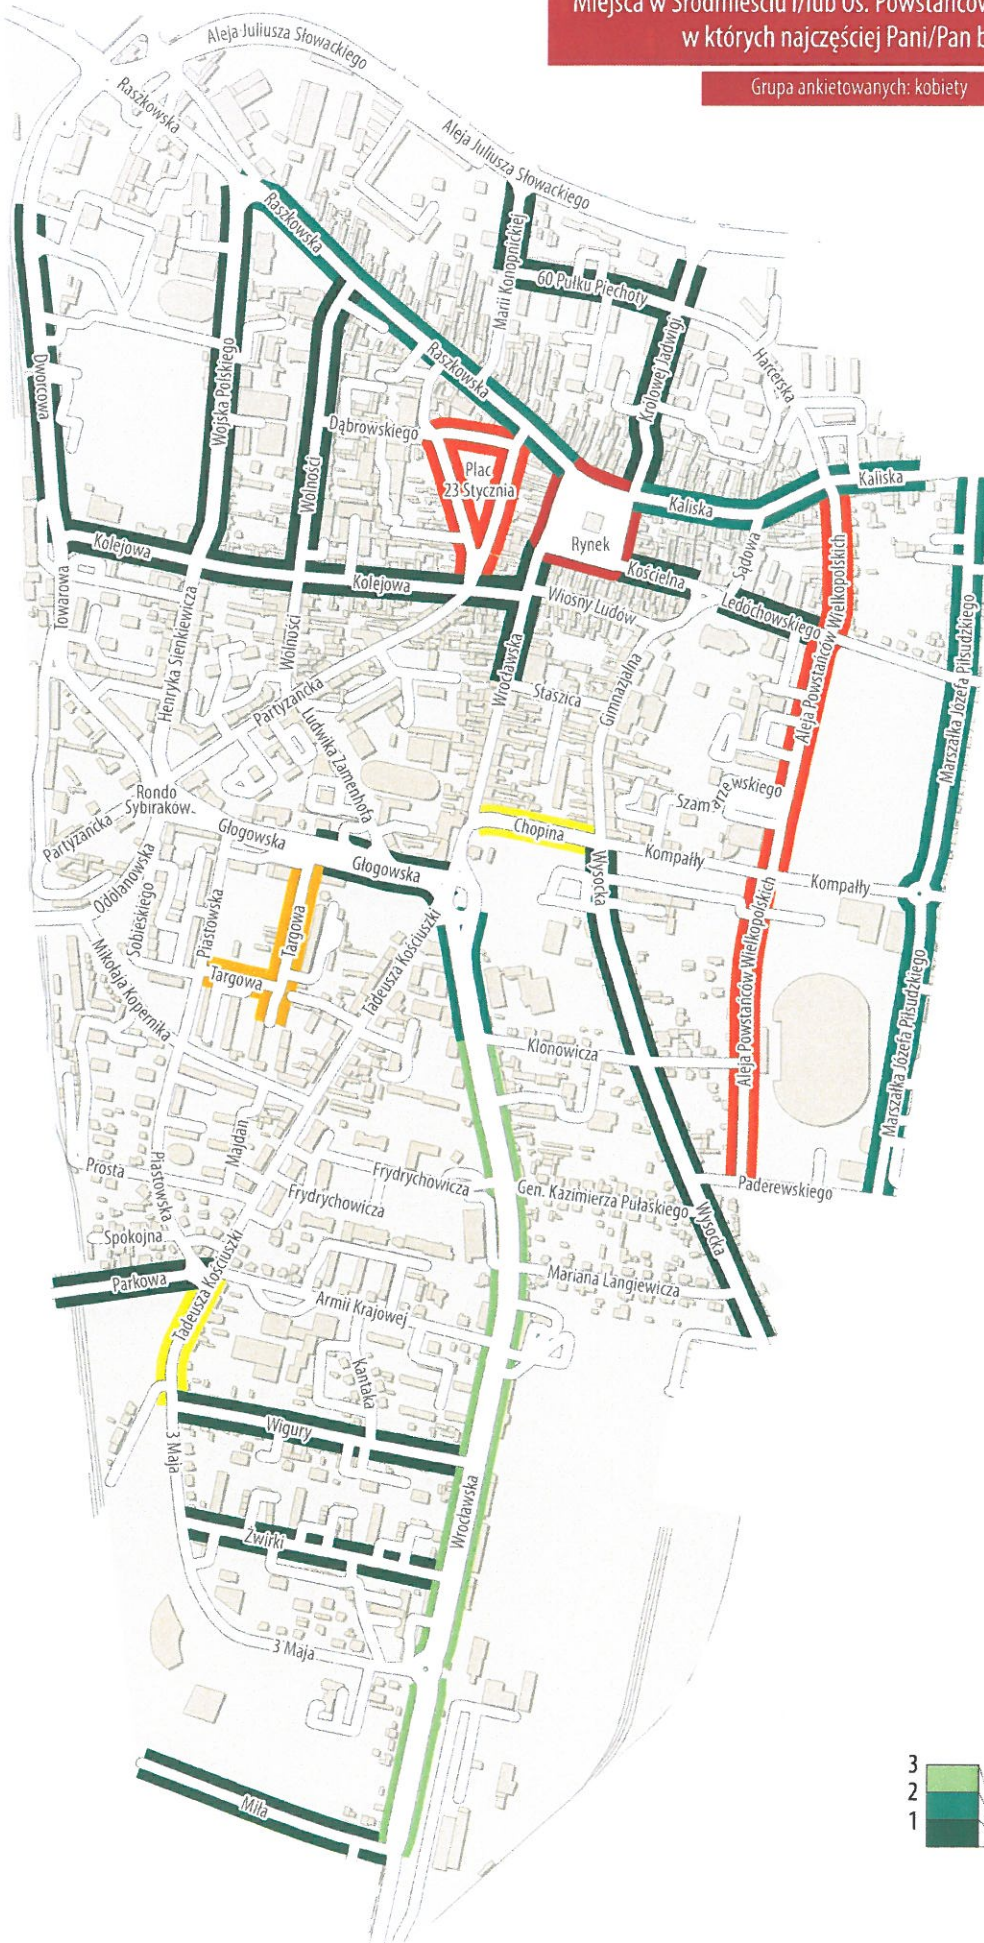 w których najczęściej Pani/Pan b
Grupa ankietowanych: kobiety
Aleja Juliusza Słowackiego
Raszkowska
Aleja Juliusza Słowackiego
Raszkowska
Marii Konopnickiej
60 Pułku Piechoty
Królowej Jadwigi
Harcerska
Dworcowa
Wojska Polskiego
Raszkowska
Dąbrowskiego
Wolności
Plac
23 Stycznia
Kaliska
Kaliska
Rynek
Sądowa
Kolejowa
Kolejowa
Kościelna
Wiosny Ludów
Ledóchowskiego
Towarowa
Henryka Sienkiewicza
Wolności
Wrocławska
Staszica
Gimnazjalna
Aleja Powstańców Wielkopolskich
Marszałka Józefa Piłsudzkiego
Partyzancka
Ludwika Zamenhofa
Rondo
Sybiraków
Szamarzewskiego
Partyzancka
Głogowska
Chopina
Kompałły
Głogowska
Wysocka
Kompałły
Odolanowska
Sobieskiego
Piastowska
Targowa
Targowa
Tadeusza Kościuszki
Mikołaja Kopernika
Aleja Powstańców Wielkopolskich
Marszałka Józefa Piłsudzkiego
Klonowicza
Majdan
Prosta
Piastowska
Frydrychowicza
Frydrychowicza
Gen. Kazimierza Pułaskiego
Paderewskiego
Wysocka
Spokojna
Parkowa
Tadeusza Kościuszki
Armii Krajowej
Mariana Langiewicza
Kantaka
Wigury
3 Maja
Wrocławska
Żwirki
3 Maja
Miła
3
2
1